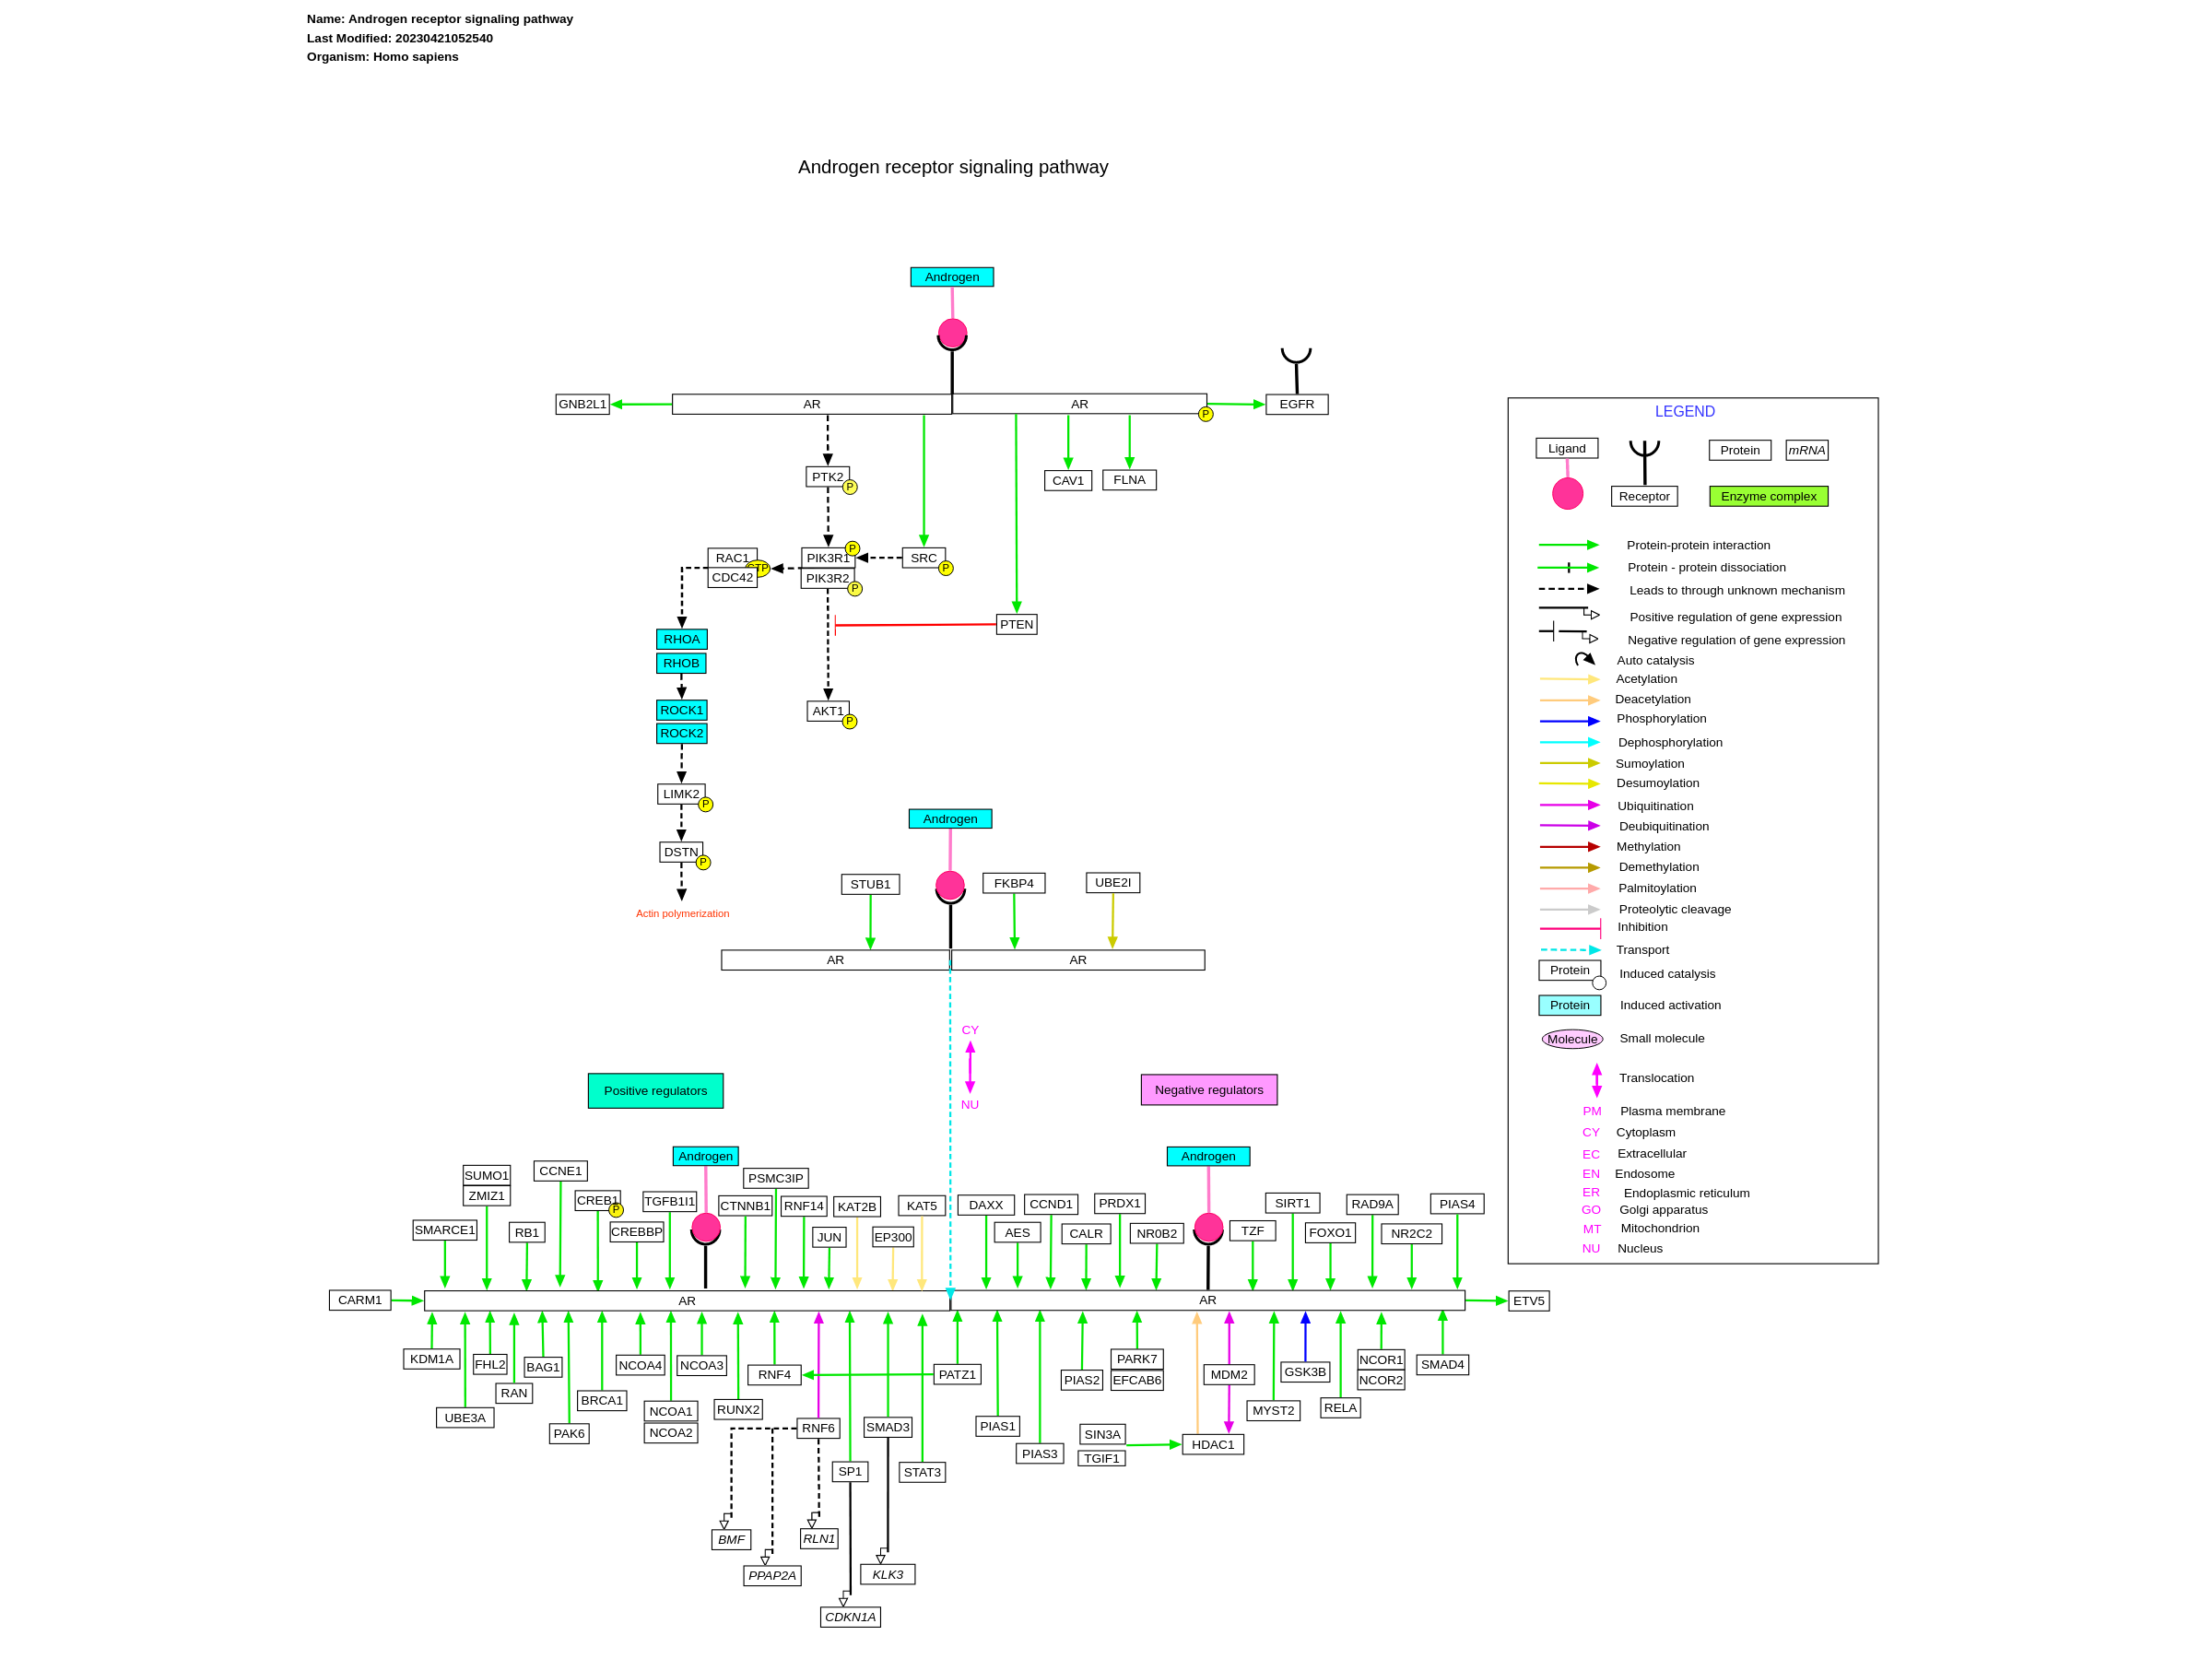 Name: Androgen receptor signaling pathway
Last Modified: 20230421052540
Organism: Homo sapiens
Androgen receptor signaling pathway
Androgen
GNB2L1
AR
AR
P
EGFR
PTK2
P
CAV1
FLNA
RAC1
GTP
CDC42
PIK3R1
P
PIK3R2
P
SRC
P
PTEN
RHOA
RHOB
ROCK1
ROCK2
AKT1
P
LIMK2
P
DSTN
P
Actin polymerization
Androgen
STUB1
FKBP4
UBE2I
AR
AR
CY
NU
Positive regulators
Negative regulators
Androgen
Androgen
SUMO1
ZMIZ1
CCNE1
CREB1
P
TGFB1I1
PSMC3IP
SMARCE1
RB1
CREBBP
CTNNB1
RNF14
KAT2B
KAT5
JUN
EP300
DAXX
CCND1
PRDX1
AES
CALR
NR0B2
TZF
SIRT1
FOXO1
RAD9A
NR2C2
PIAS4
CARM1
AR
AR
ETV5
KDM1A
FHL2
BAG1
NCOA4
NCOA3
RNF4
PATZ1
RAN
UBE3A
PAK6
BRCA1
NCOA1
NCOA2
RUNX2
RNF6
SMAD3
SP1
STAT3
PIAS2
PARK7
EFCAB6
MDM2
GSK3B
NCOR1
NCOR2
SMAD4
PIAS1
PIAS3
SIN3A
TGIF1
HDAC1
MYST2
RELA
BMF
RLN1
PPAP2A
KLK3
CDKN1A
LEGEND
Ligand
Receptor
Protein
mRNA
Enzyme complex
Protein-protein interaction
Protein - protein dissociation
Leads to through unknown mechanism
Positive regulation of gene expression
Negative regulation of gene expression
Auto catalysis
Acetylation
Deacetylation
Phosphorylation
Dephosphorylation
Sumoylation
Desumoylation
Ubiquitination
Deubiquitination
Methylation
Demethylation
Palmitoylation
Proteolytic cleavage
Inhibition
Transport
Protein Induced catalysis
Protein Induced activation
Molecule Small molecule
Translocation
PM Plasma membrane
CY Cytoplasm
EC Extracellular
EN Endosome
ER Endoplasmic reticulum
GO Golgi apparatus
MT Mitochondrion
NU Nucleus